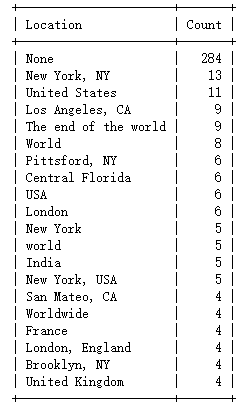 Location | Count
None | 284
New York, NY | 13
United States | 11
Los Angeles, CA | 9
The end of the world | 9
World | 8
Pittsford, NY | 6
Central Florida | 6
USA | 6
London | 6
New York | 5
world | 5
India | 5
New York, USA | 5
San Mateo, CA | 4
Worldwide | 4
France | 4
London, England | 4
Brooklyn, NY | 4
United Kingdom | 4